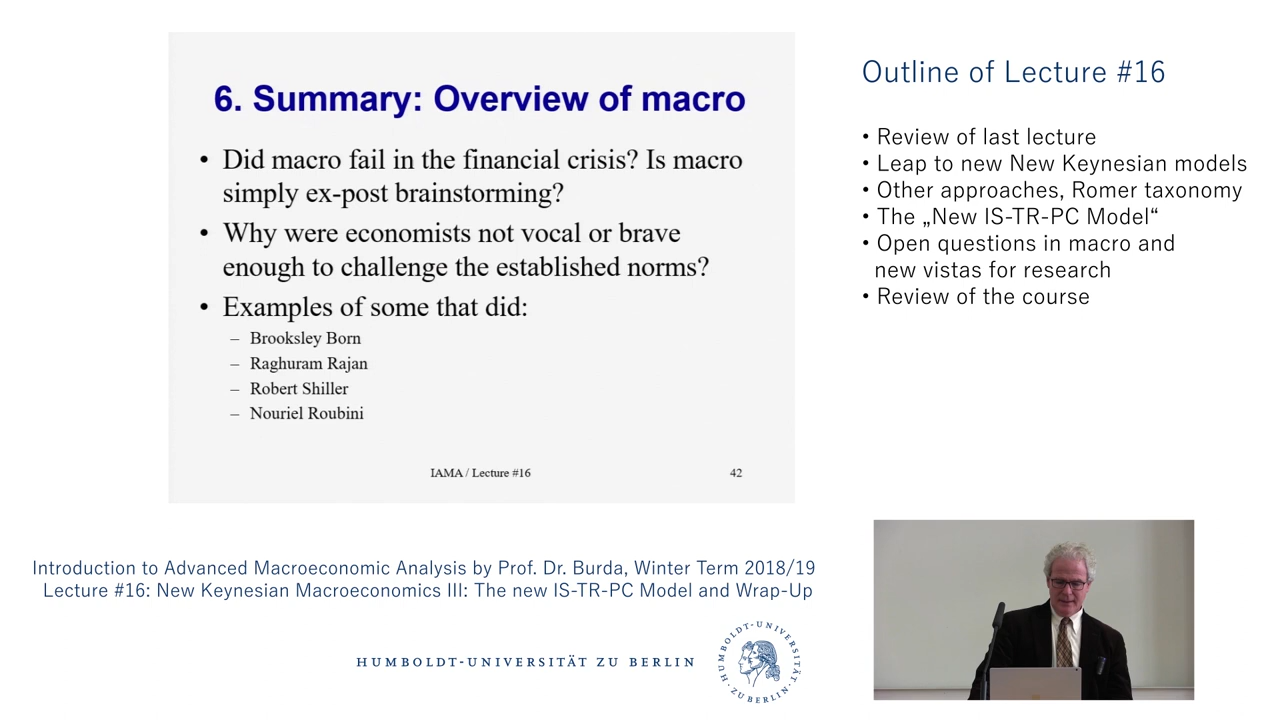 6. Summary: Overview of macro
• Did macro fail in the financial crisis? Is macro
simply ex-post brainstorming?
• Why were economists not vocal or brave
enough to challenge the established norms?
• Examples of some that did:
– Brooksley Born
– Raghuram Rajan
– Robert Shiller
– Nouriel Roubini
IAMA / Lecture #16
42
Outline of Lecture #16
• Review of last lecture
• Leap to new New Keynesian models
• Other approaches, Romer taxonomy
• The „New IS-TR-PC Model“
• Open questions in macro and
new vistas for research
• Review of the course
Introduction to Advanced Macroeconomic Analysis by Prof. Dr. Burda, Winter Term 2018/19
Lecture #16: New Keynesian Macroeconomics III: The new IS-TR-PC Model and Wrap-Up
HUMBOLDT-UNIVERSITÄT ZU BERLIN
HUMBOLDT-UNIVERSITÄT
ZU BERLIN